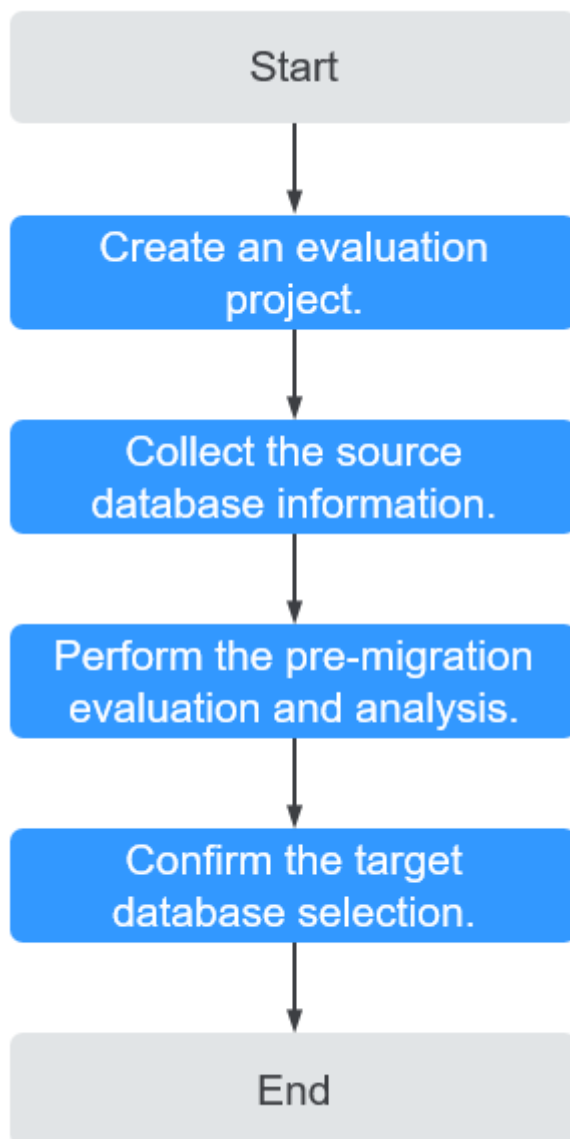 Start
Create an evaluation
project.
Collect the source
database information.
Perform the pre-migration
evaluation and analysis.
Confirm the target
database selection.
End